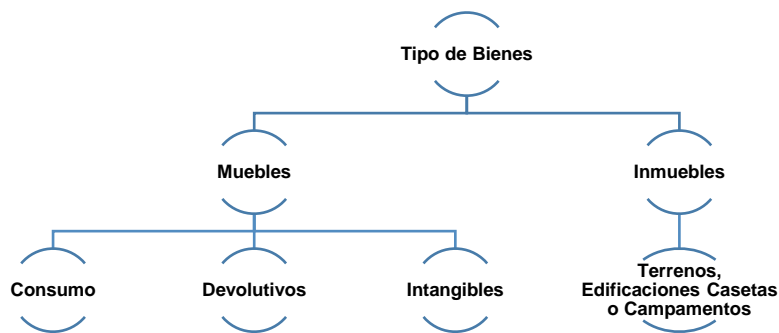 Tipo de Bienes
Muebles
Inmuebles
Consumo
Devolutivos
Intangibles
Terrenos,
Edificaciones Casetas
o Campamentos